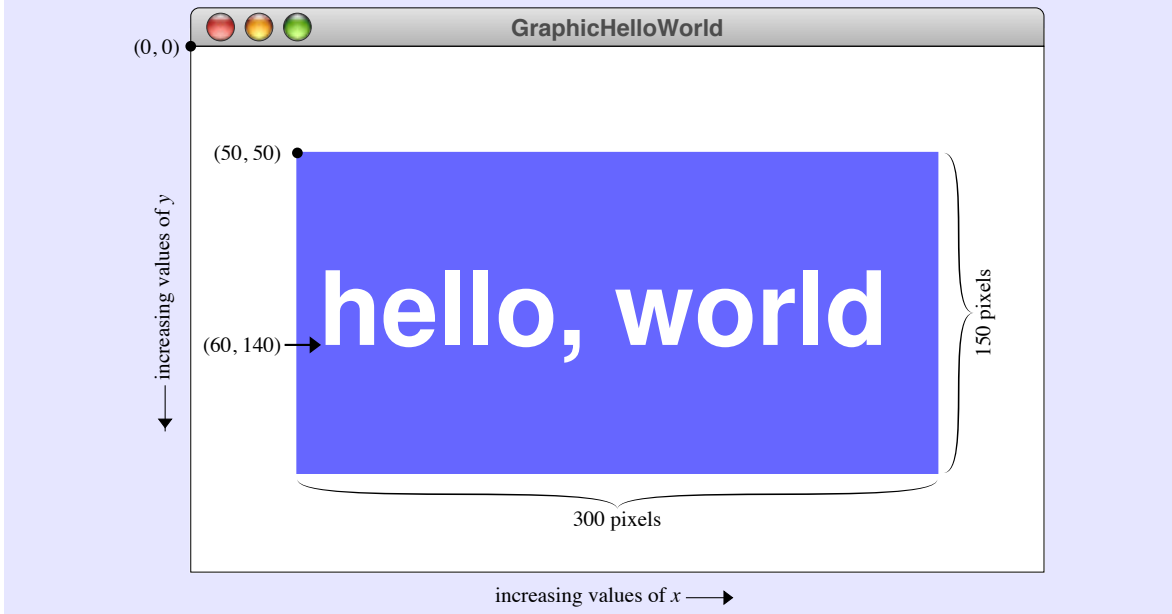 GraphicHelloWorld
(0, 0)
(50, 50)
increasing values of y
hello, world
150 pixels
(60, 140)
300 pixels
increasing values of x